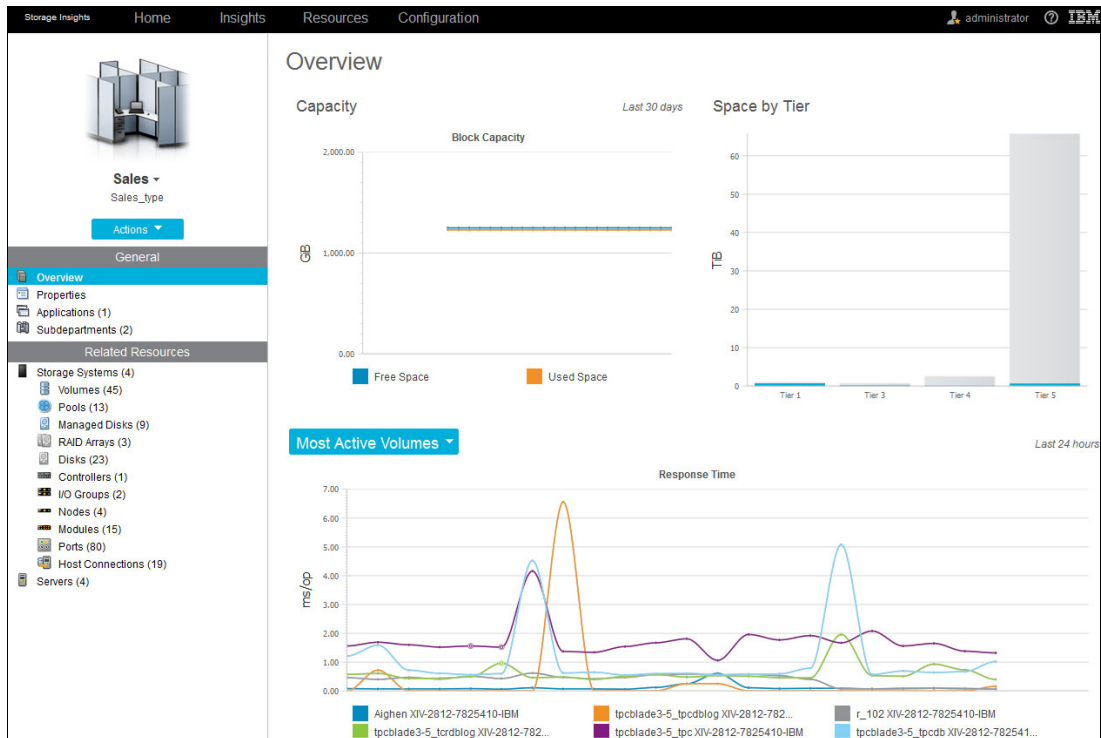 Storage Insights Home Insights Resources Configuration administrator ? IBM
Sales
Sales_type
Actions
General
Overview
Properties
Applications (1)
Subdepartments (2)
Related Resources
Storage Systems (4)
Volumes (45)
Pools (13)
Managed Disks (9)
RAID Arrays (3)
Disks (23)
Controllers (1)
I/O Groups (2)
Nodes (4)
Modules (15)
Ports (80)
Host Connections (19)
Servers (4)
Overview
Capacity Last 30 days
Block Capacity
2,000.00
1,000.00
0.00
GiB
Free Space Used Space
Space by Tier
60
50
40
30
20
10
0
TiB
Tier 1 Tier 3 Tier 4 Tier 5
Most Active Volumes Last 24 hours
Response Time
7.00
6.00
5.00
4.00
3.00
2.00
1.00
0.00
ms/op
Aighen XIV-2812-7825410-IBM tpcblade3-5_tpcdblog XIV-2812-782... r_102 XIV-2812-7825410-IBM
tpcblade3-5_tcrdblog XIV-2812-782... tpcblade3-5_tpc XIV-2812-7825410-IBM tpcblade3-5_tpcdb XIV-2812-782541...